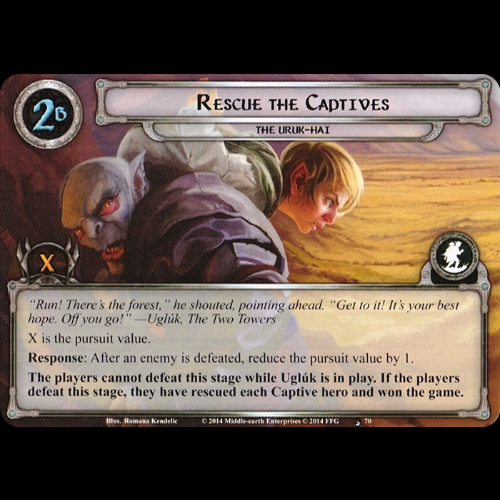 2B
RESCUE THE CAPTIVES
THE URUK-HAI
X
“Run! There's the forest,” he shouted, pointing ahead. “Get to it! It's your best
hope. Off you go!” —Uglúk, The Two Towers
X is the pursuit value.
Response: After an enemy is defeated, reduce the pursuit value by 1.
The players cannot defeat this stage while Uglúk is in play. If the players
defeat this stage, they have rescued each Captive hero and won the game.
Illus. Romana Kendelic © 2014 Middle-earth Enterprises © 2014 FFG 70